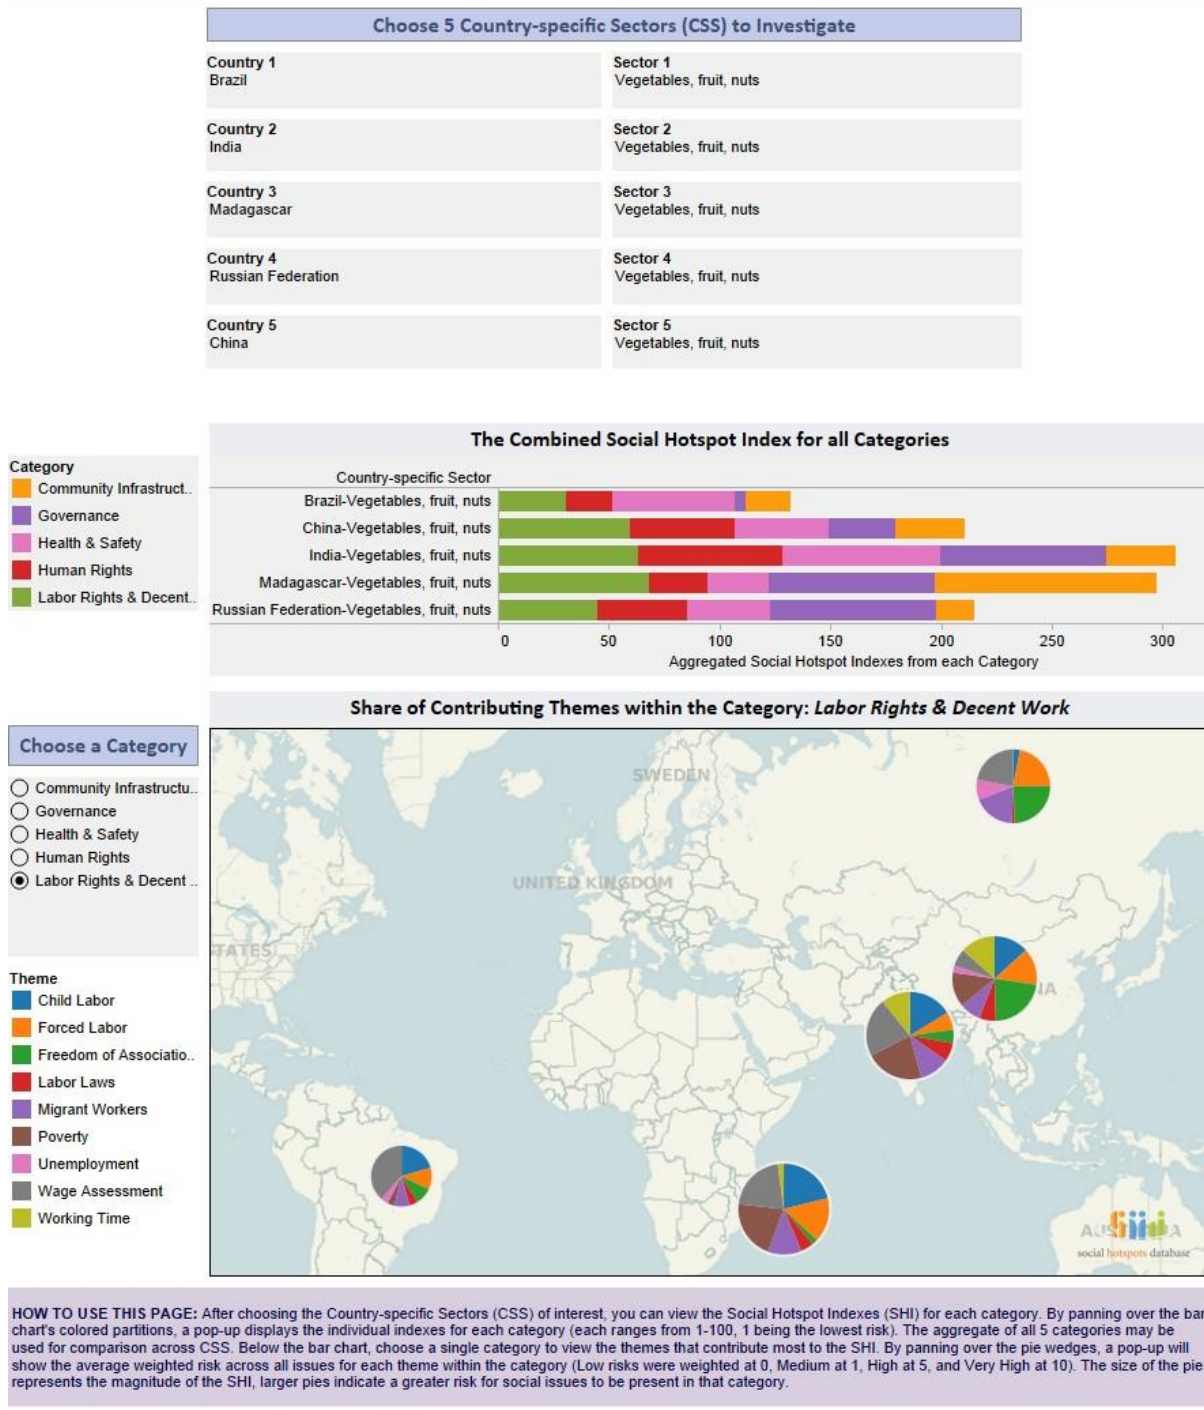 Choose 5 Country-specific Sectors (CSS) to Investigate
Country 1
Brazil
Sector 1
Vegetables, fruit, nuts
Country 2
India
Sector 2
Vegetables, fruit, nuts
Country 3
Madagascar
Sector 3
Vegetables, fruit, nuts
Country 4
Russian Federation
Sector 4
Vegetables, fruit, nuts
Country 5
China
Sector 5
Vegetables, fruit, nuts
The Combined Social Hotspot Index for all Categories
Category
Community Infrastruct..
Governance
Health & Safety
Human Rights
Labor Rights & Decent..
Country-specific Sector
Brazil-Vegetables, fruit, nuts
China-Vegetables, fruit, nuts
India-Vegetables, fruit, nuts
Madagascar-Vegetables, fruit, nuts
Russian Federation-Vegetables, fruit, nuts
0 50 100 150 200 250 300
Aggregated Social Hotspot Indexes from each Category
Share of Contributing Themes within the Category: Labor Rights & Decent Work
Choose a Category
Community Infrastructu..
Governance
Health & Safety
Human Rights
Labor Rights & Decent ..
Theme
Child Labor
Forced Labor
Freedom of Associatio..
Labor Laws
Migrant Workers
Poverty
Unemployment
Wage Assessment
Working Time
SWEDEN
UNITED KINGDOM
TATES
NA
social hotspots database
HOW TO USE THIS PAGE: After choosing the Country-specific Sectors (CSS) of interest, you can view the Social Hotspot Indexes (SHI) for each category. By panning over the bar
chart's colored partitions, a pop-up displays the individual indexes for each category (each ranges from 1-100, 1 being the lowest risk). The aggregate of all 5 categories may be
used for comparison across CSS. Below the bar chart, choose a single category to view the themes that contribute most to the SHI. By panning over the pie wedges, a pop-up will
show the average weighted risk across all issues for each theme within the category (Low risks were weighted at 0, Medium at 1, High at 5, and Very High at 10). The size of the pie
represents the magnitude of the SHI, larger pies indicate a greater risk for social issues to be present in that category.